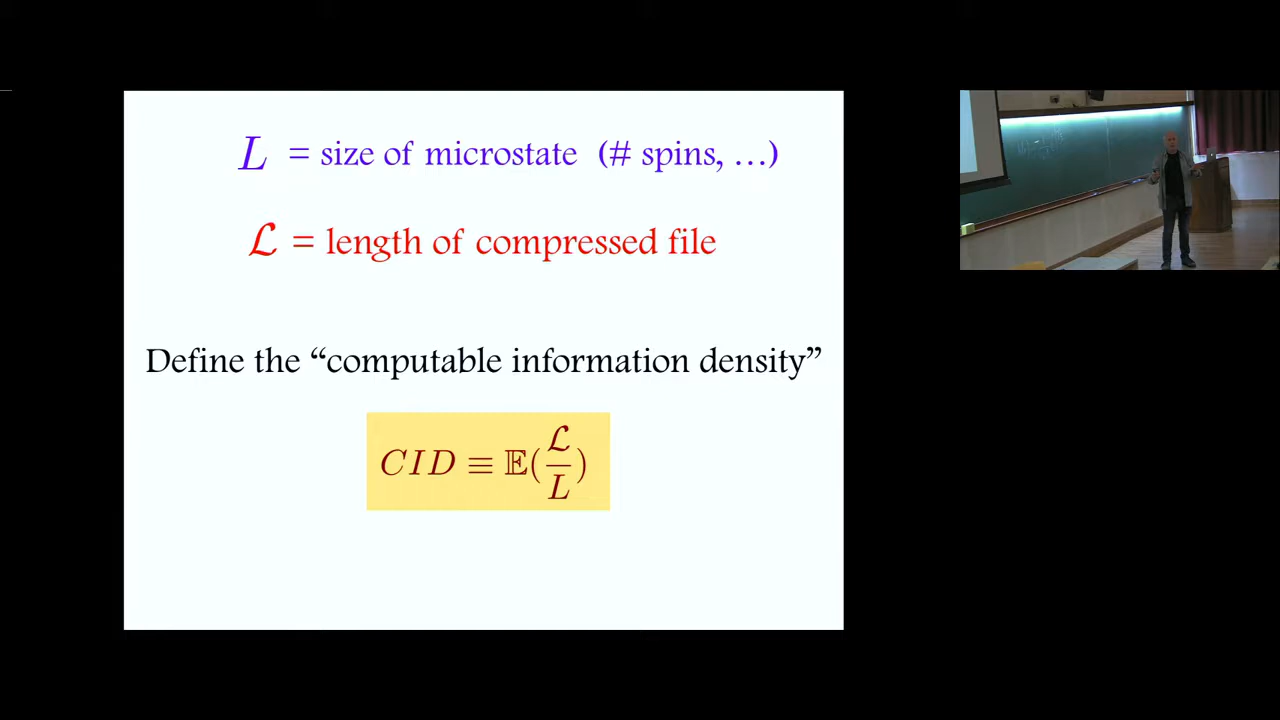 L = size of microstate (# spins, …)
ℒ = length of compressed file
Define the “computable information density”
CID ≡ 𝔼(ℒ/L)